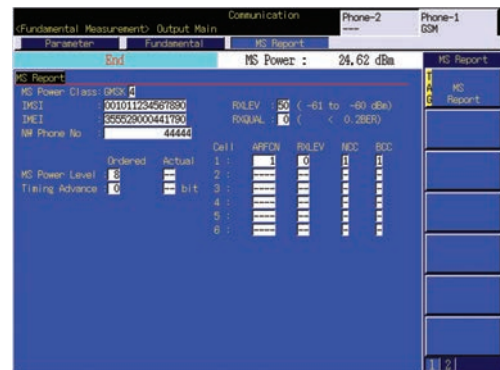 Communication
Phone-2
----
Phone-1
GSM
<Fundamental Measurement> Output Main
Parameter
Fundamental
MS Report
End
MS Power :
24.62 dBm
MS Report
MS Report
MS Power Class: GMSK 4
IMSI : 001011234567890
IMEI : 355529000441790
NW Phone No : 44444
RXLEV : 50 ( -61 to -60 dBm)
RXQUAL : 0 ( < 0.2BER)
TAG
MS
Report
Ordered Actual
MS Power Level : 8 --
Timing Advance : 0 -- bit
Cell ARFCN RXLEV NCC BCC
1 : 1 0 1 1
2 : ---- -- - -
3 : ---- -- - -
4 : ---- -- - -
5 : ---- -- - -
6 : ---- -- - -
1 2